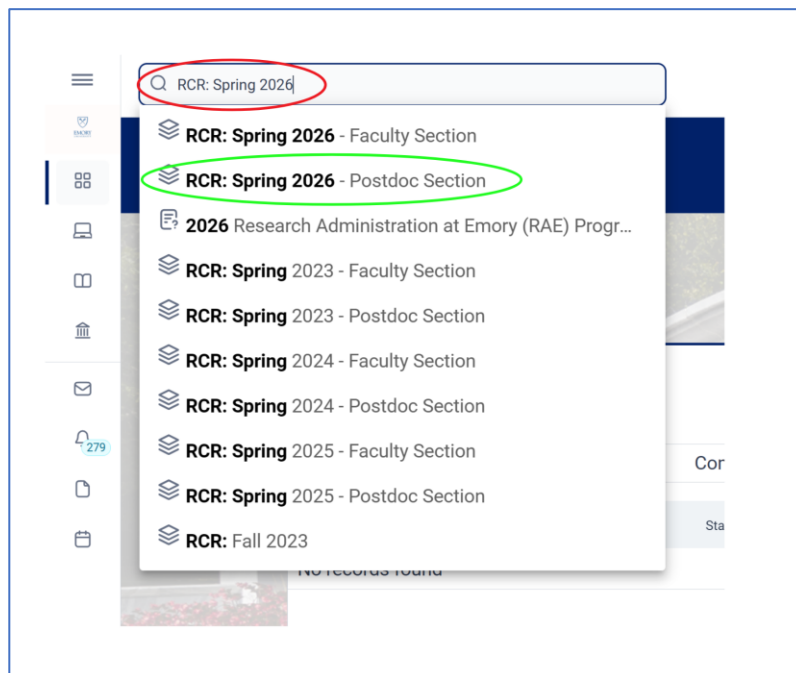 RCR: Spring 2026
RCR: Spring 2026 - Faculty Section
EMORY
RCR: Spring 2026 - Postdoc Section
2026 Research Administration at Emory (RAE) Progr...
RCR: Spring 2023 - Faculty Section
RCR: Spring 2023 - Postdoc Section
RCR: Spring 2024 - Faculty Section
RCR: Spring 2024 - Postdoc Section
RCR: Spring 2025 - Faculty Section
279
Cor
RCR: Spring 2025 - Postdoc Section
Sta
RCR: Fall 2023
No records found